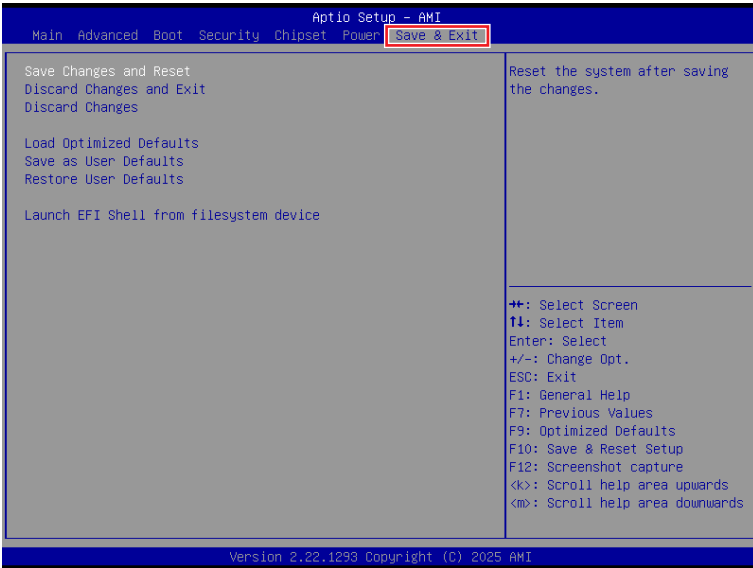 Aptio Setup – AMI
Main Advanced Boot Security Chipset Power Save & Exit
Save Changes and Reset
Discard Changes and Exit
Discard Changes
Load Optimized Defaults
Save as User Defaults
Restore User Defaults
Launch EFI Shell from filesystem device
Reset the system after saving
the changes.
→←: Select Screen
↑↓: Select Item
Enter: Select
+/-: Change Opt.
ESC: Exit
F1: General Help
F7: Previous Values
F9: Optimized Defaults
F10: Save & Reset Setup
F12: Screenshot capture
<k>: Scroll help area upwards
<m>: Scroll help area downwards
Version 2.22.1293 Copyright (C) 2025 AMI